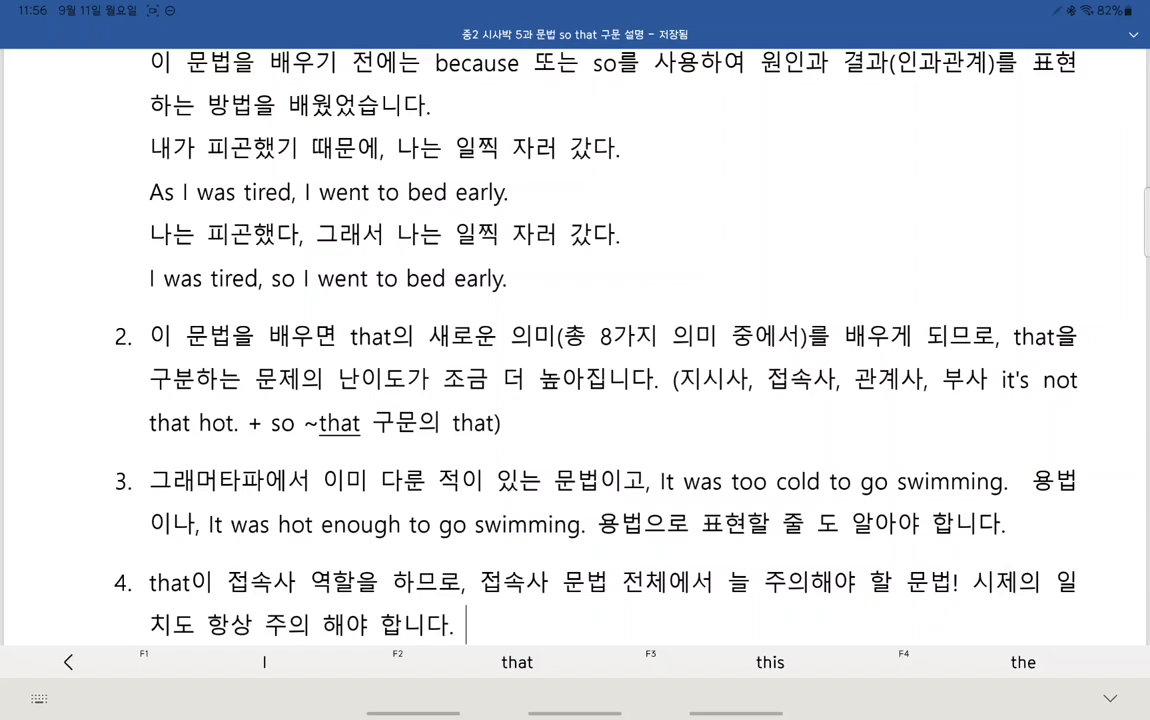 11:56 9월 11일 월요일 82%
중2 시사박 5과 문법 so that 구문 설명 – 저장됨
이 문법을 배우기 전에는 because 또는 so를 사용하여 원인과 결과(인과관계)를 표현
하는 방법을 배웠었습니다.
내가 피곤했기 때문에, 나는 일찍 자러 갔다.
As I was tired, I went to bed early.
나는 피곤했다, 그래서 나는 일찍 자러 갔다.
I was tired, so I went to bed early.
2. 이 문법을 배우면 that의 새로운 의미(총 8가지 의미 중에서)를 배우게 되므로, that을
구분하는 문제의 난이도가 조금 더 높아집니다. (지시사, 접속사, 관계사, 부사 it's not
that hot. + so ~that 구문의 that)
3. 그래머타파에서 이미 다룬 적이 있는 문법이고, It was too cold to go swimming. 용법
이나, It was hot enough to go swimming. 용법으로 표현할 줄 도 알아야 합니다.
4. that이 접속사 역할을 하므로, 접속사 문법 전체에서 늘 주의해야 할 문법! 시제의 일
치도 항상 주의 해야 합니다.
F1 I F2 that F3 this F4 the